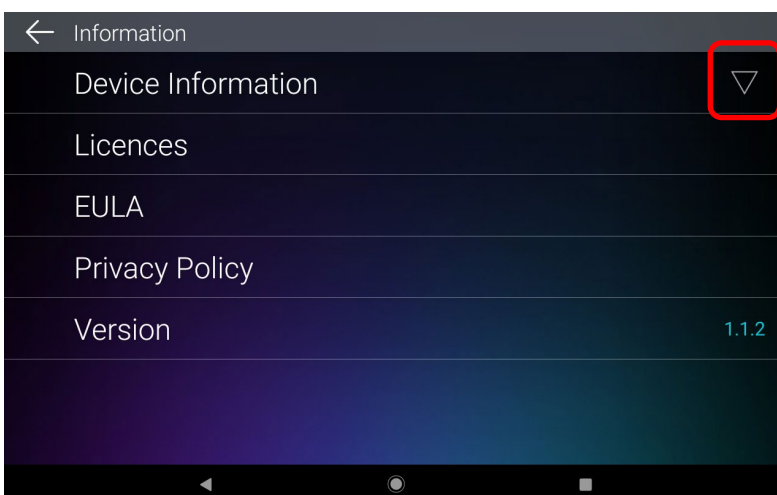 Information
Device Information
Licences
EULA
Privacy Policy
Version 1.1.2